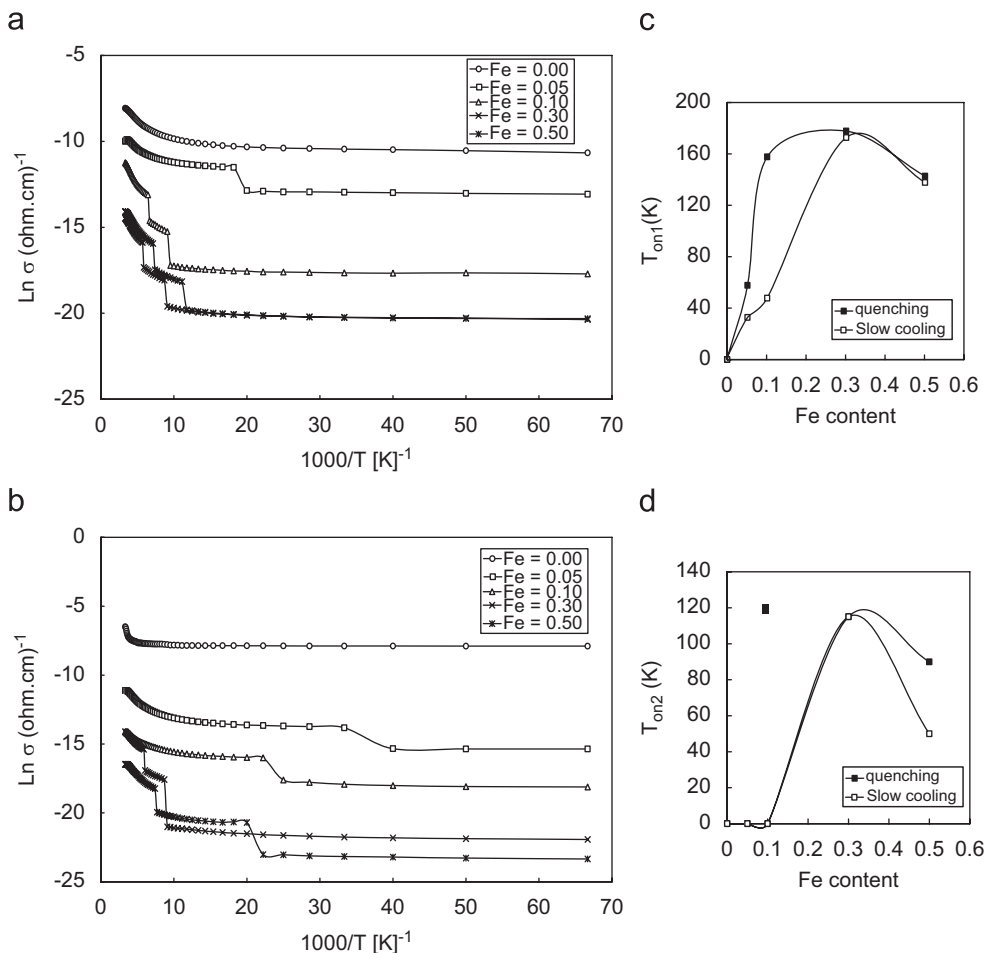 a
-5
-10
-15
-20
-25
Ln σ (ohm.cm)-1
Fe = 0.00
Fe = 0.05
Fe = 0.10
Fe = 0.30
Fe = 0.50
0 10 20 30 40 50 60 70
1000/T [K]-1
c
200
160
120
80
40
0
Ton1(K)
quenching
Slow cooling
0 0.1 0.2 0.3 0.4 0.5 0.6
Fe content
b
0
-5
-10
-15
-20
-25
Ln σ (ohm.cm)-1
Fe = 0.00
Fe = 0.05
Fe = 0.10
Fe = 0.30
Fe = 0.50
0 10 20 30 40 50 60 70
1000/T [K]-1
d
140
120
100
80
60
40
20
0
Ton2 (K)
quenching
Slow cooling
0 0.1 0.2 0.3 0.4 0.5 0.6
Fe content